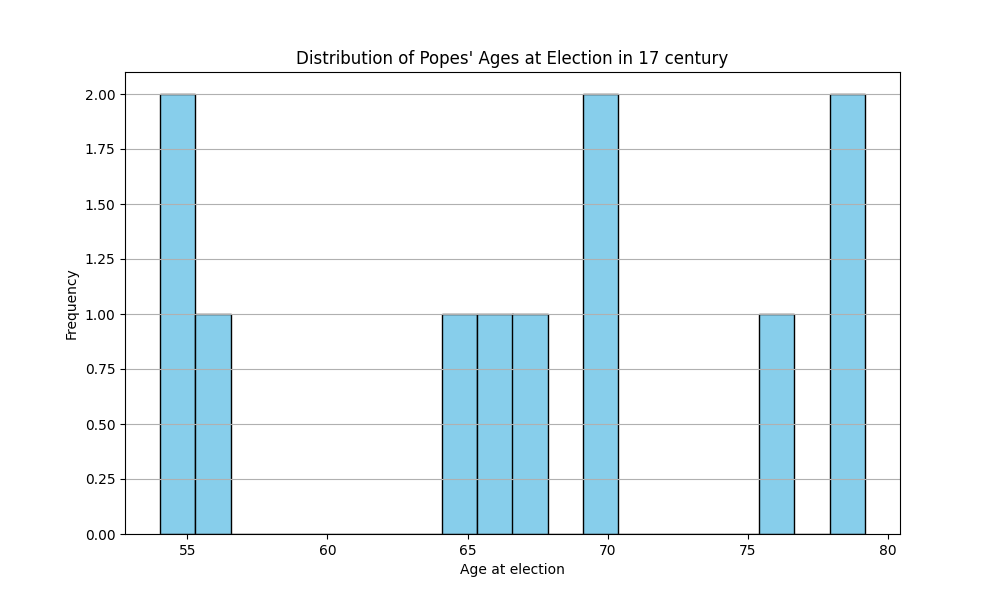 Distribution of Popes' Ages at Election in 17 century
2.00
1.75
1.50
1.25
1.00
0.75
0.50
0.25
0.00
Frequency
55 60 65 70 75 80
Age at election